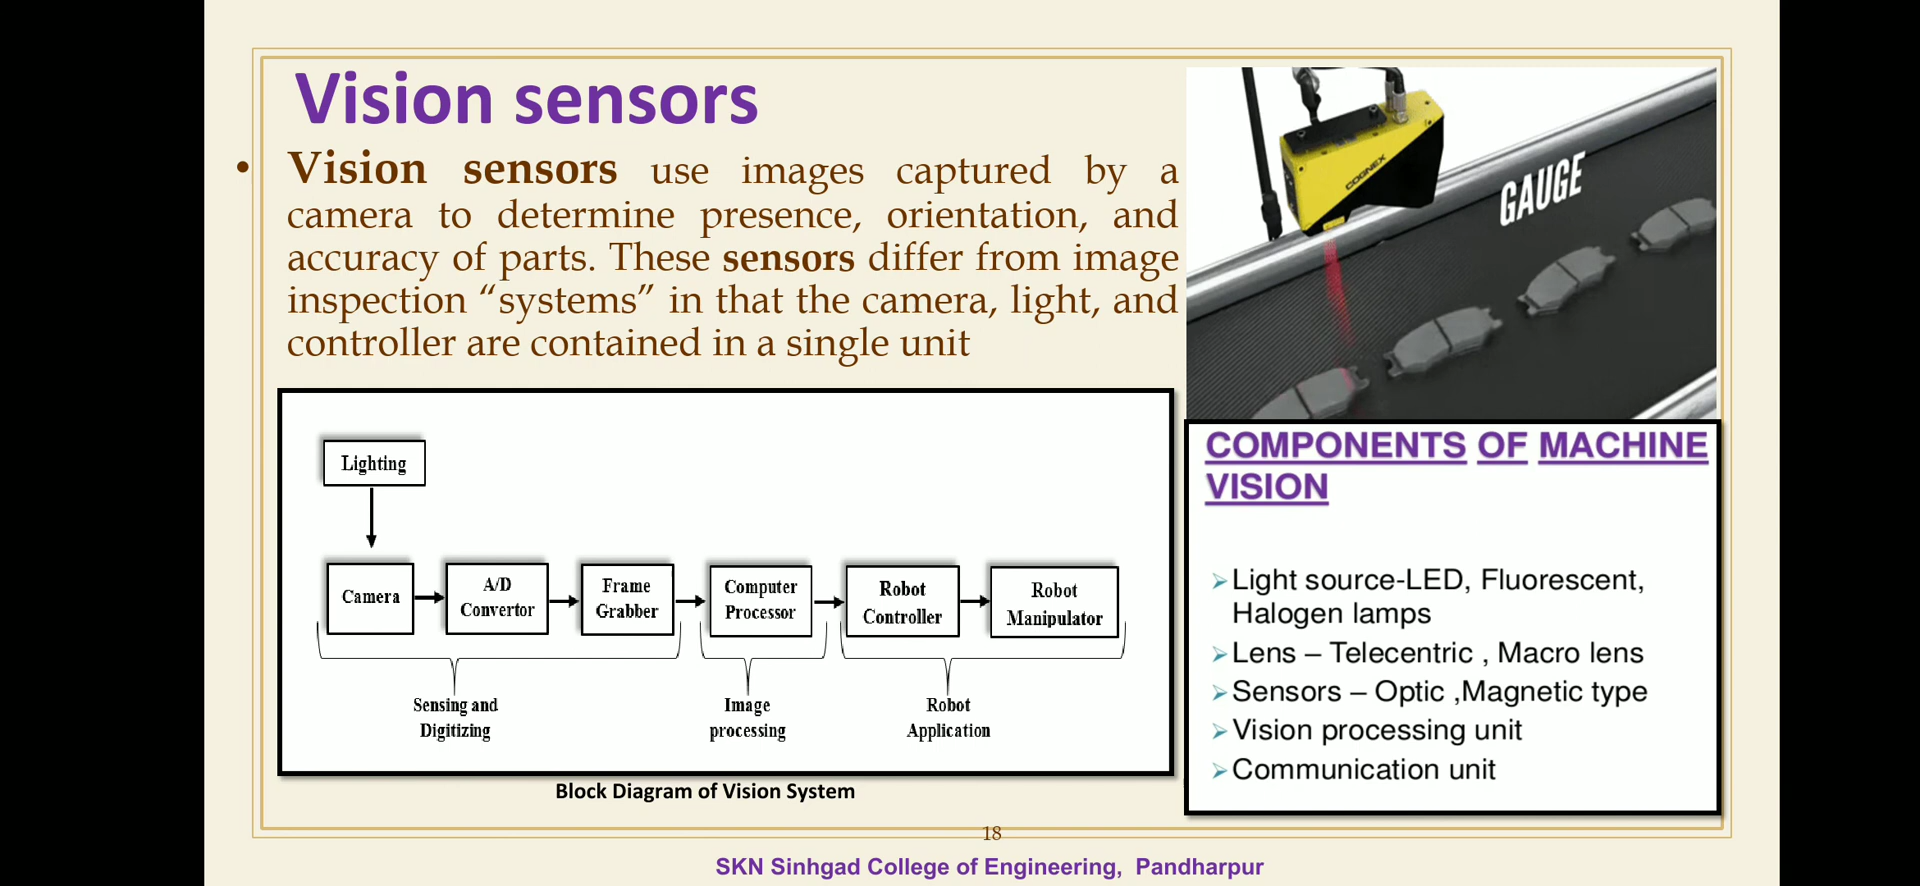 Vision sensors
• Vision sensors use images captured by a
camera to determine presence, orientation, and
accuracy of parts. These sensors differ from image
inspection “systems” in that the camera, light, and
controller are contained in a single unit
COGNEX
GAUGE
Lighting
Camera
A/D
Convertor
Frame
Grabber
Computer
Processor
Robot
Controller
Robot
Manipulator
Sensing and
Digitizing
Image
processing
Robot
Application
Block Diagram of Vision System
COMPONENTS OF MACHINE
VISION
➢Light source-LED, Fluorescent,
Halogen lamps
➢Lens – Telecentric , Macro lens
➢Sensors – Optic ,Magnetic type
➢Vision processing unit
➢Communication unit
18
SKN Sinhgad College of Engineering, Pandharpur